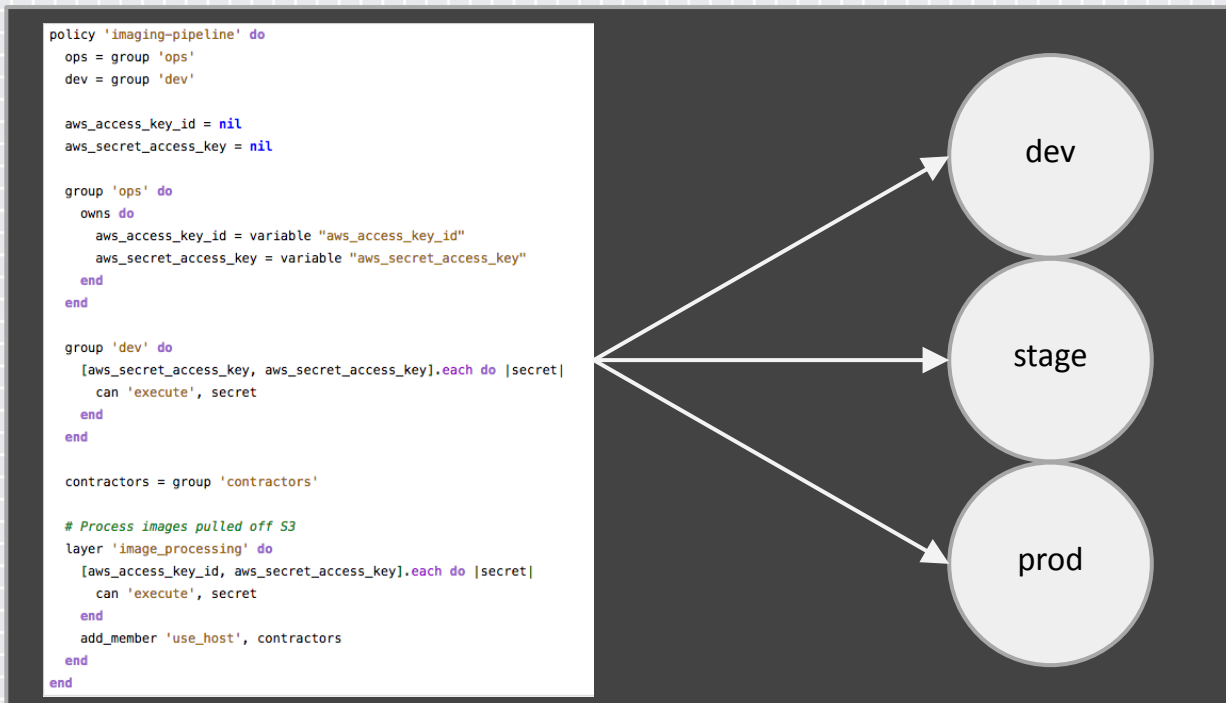 policy 'imaging-pipeline' do
  ops = group 'ops'
  dev = group 'dev'

  aws_access_key_id = nil
  aws_secret_access_key = nil

  group 'ops' do
    owns do
      aws_access_key_id = variable "aws_access_key_id"
      aws_secret_access_key = variable "aws_secret_access_key"
    end
  end

  group 'dev' do
    [aws_secret_access_key, aws_secret_access_key].each do |secret|
      can 'execute', secret
    end
  end

  contractors = group 'contractors'

  # Process images pulled off S3
  layer 'image_processing' do
    [aws_access_key_id, aws_secret_access_key].each do |secret|
      can 'execute', secret
    end
    add_member 'use_host', contractors
  end
end
dev
stage
prod